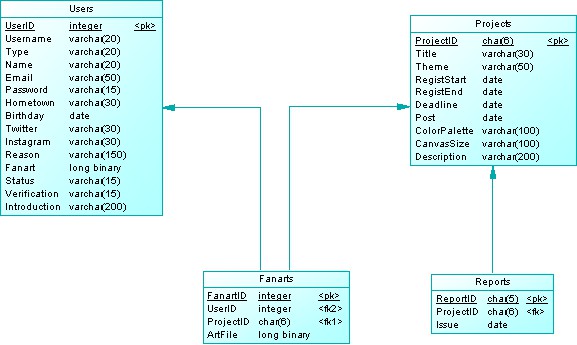 Users
UserID integer <pk>
Username varchar(20)
Type varchar(20)
Name varchar(20)
Email varchar(50)
Password varchar(15)
Hometown varchar(30)
Birthday date
Twitter varchar(30)
Instagram varchar(30)
Reason varchar(150)
Fanart long binary
Status varchar(15)
Verification varchar(15)
Introduction varchar(200)
Projects
ProjectID char(6) <pk>
Title varchar(30)
Theme varchar(50)
RegistStart date
RegistEnd date
Deadline date
Post date
ColorPalette varchar(100)
CanvasSize varchar(100)
Description varchar(200)
Fanarts
FanartID integer <pk>
UserID integer <fk2>
ProjectID char(6) <fk1>
ArtFile long binary
Reports
ReportID char(5) <pk>
ProjectID char(6) <fk>
Issue date